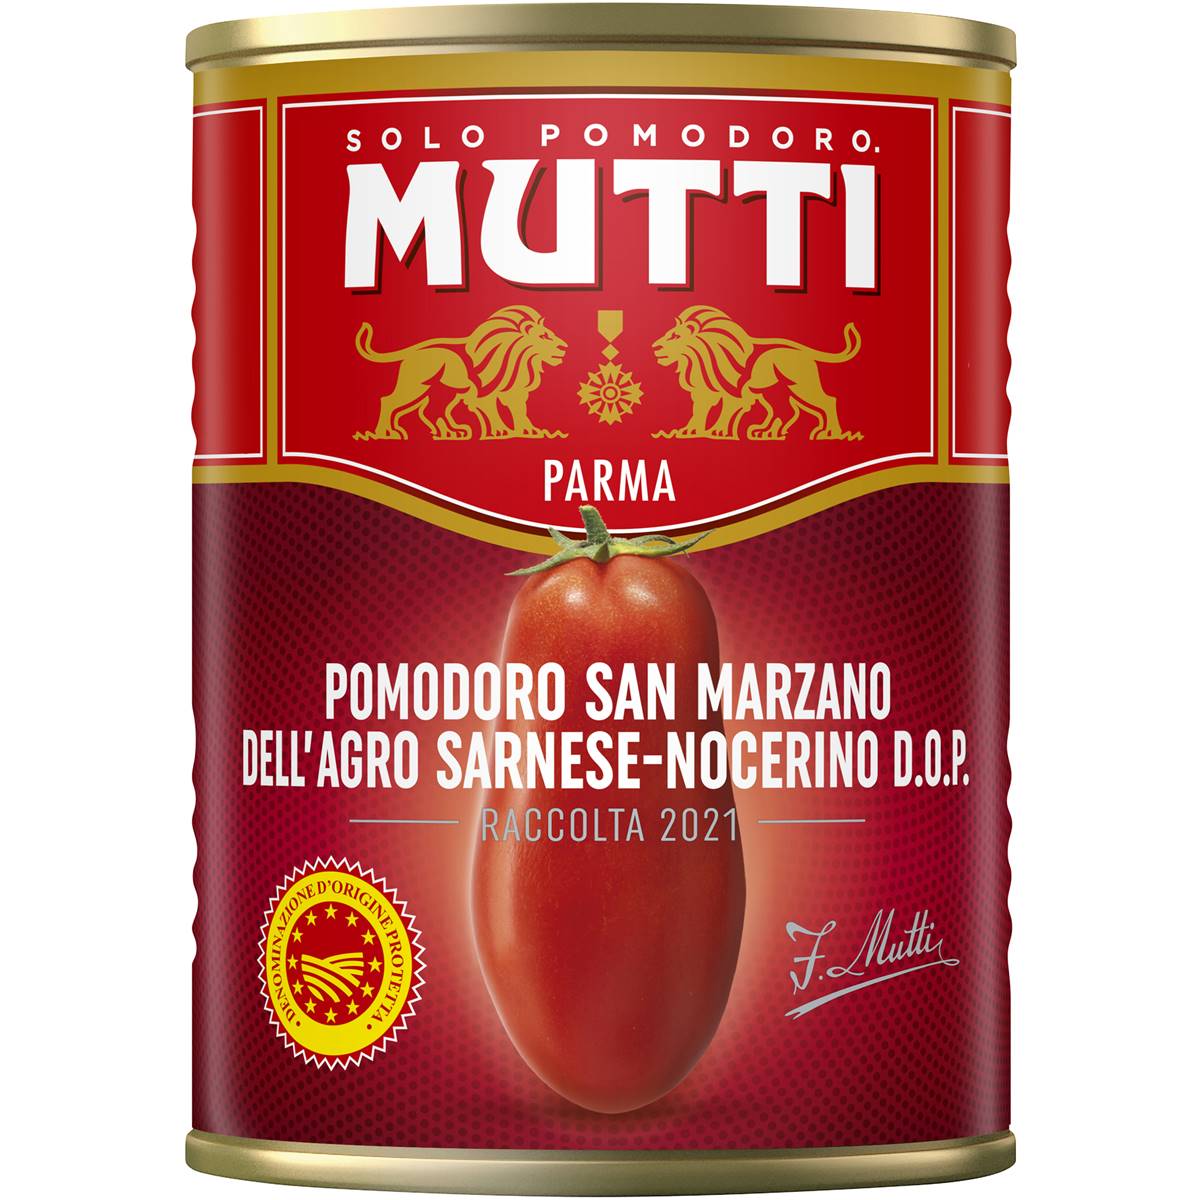 SOLO POMODORO.
MUTTI
PARMA
POMODORO SAN MARZANO
DELL'AGRO SARNESE-NOCERINO D.O.P.
RACCOLTA 2021
DENOMINAZIONE D'ORIGINE PROTETTA
F. Mutti